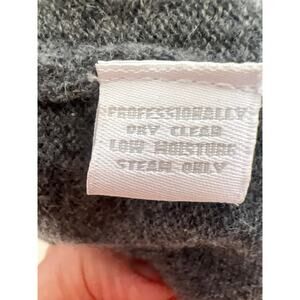 PROFESSIONALLY
DRY CLEAN
LOW MOISTURE
STEAM ONLY